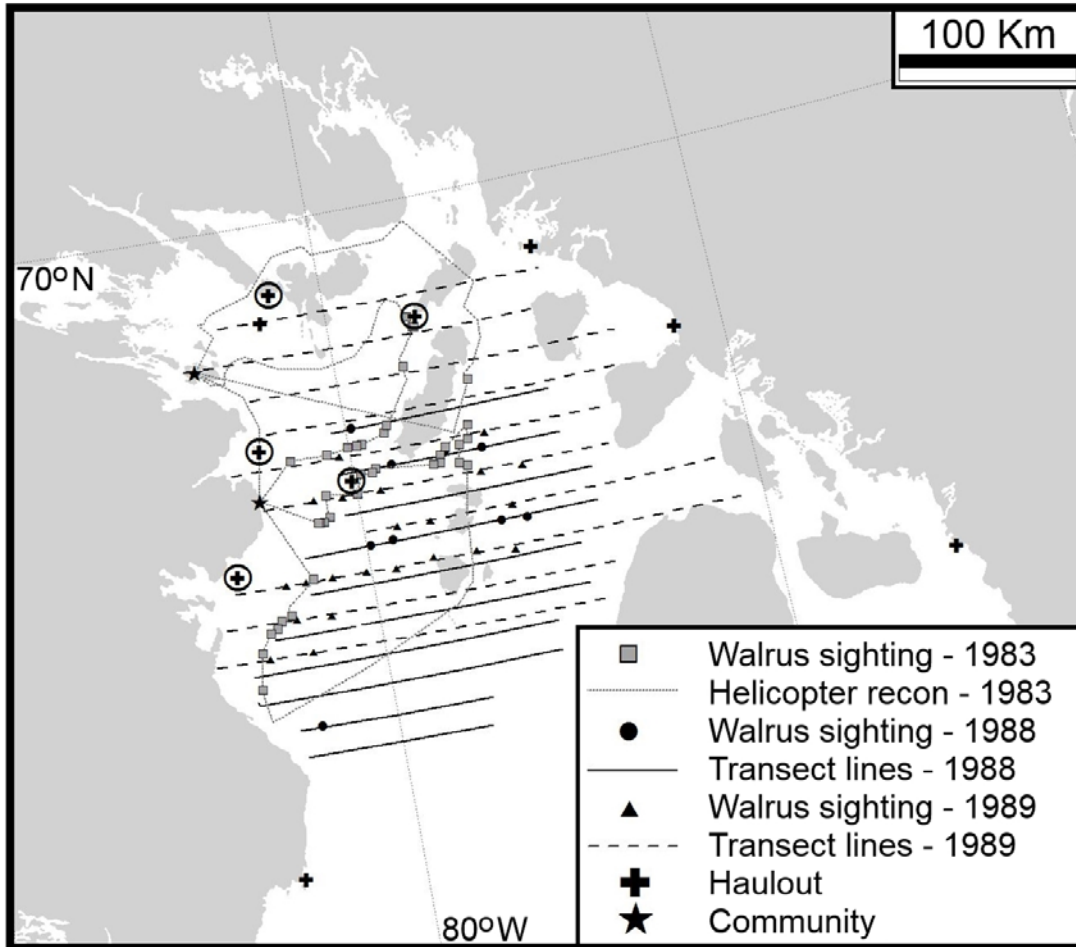 100 Km
70ºN
Walrus sighting - 1983
Helicopter recon - 1983
Walrus sighting - 1988
Transect lines - 1988
Walrus sighting - 1989
Transect lines - 1989
Haulout
Community
80ºW